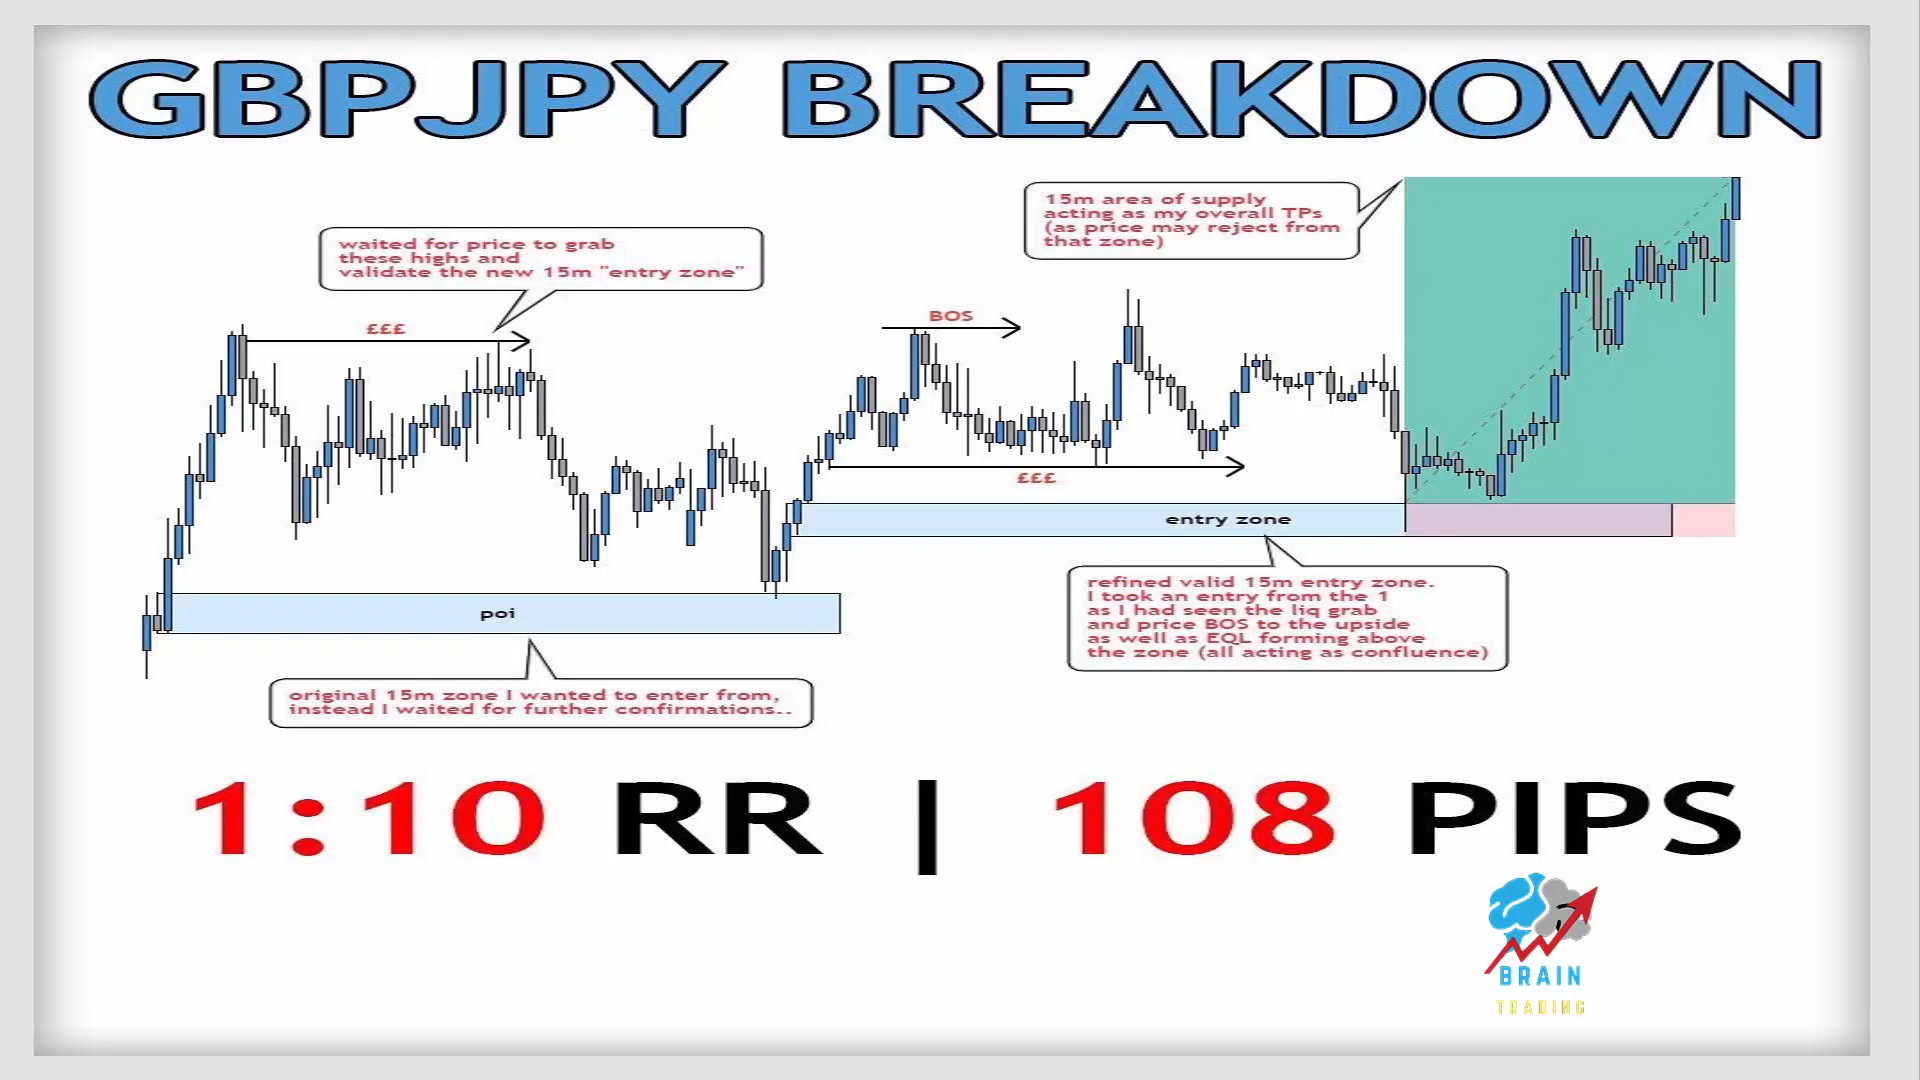 GBPJPY BREAKDOWN
15m area of supply
acting as my overall TPs
(as price may reject from
that zone)
waited for price to grab
these highs and
validate the new 15m "entry zone"
£££
BOS
£££
entry zone
poi
refined valid 15m entry zone.
I took an entry from the 1
as I had seen the liq grab
and price BOS to the upside
as well as EQL forming above
the zone (all acting as confluence)
original 15m zone I wanted to enter from,
instead I waited for further confirmations..
1:10 RR | 108 PIPS
BRAIN
TRADING